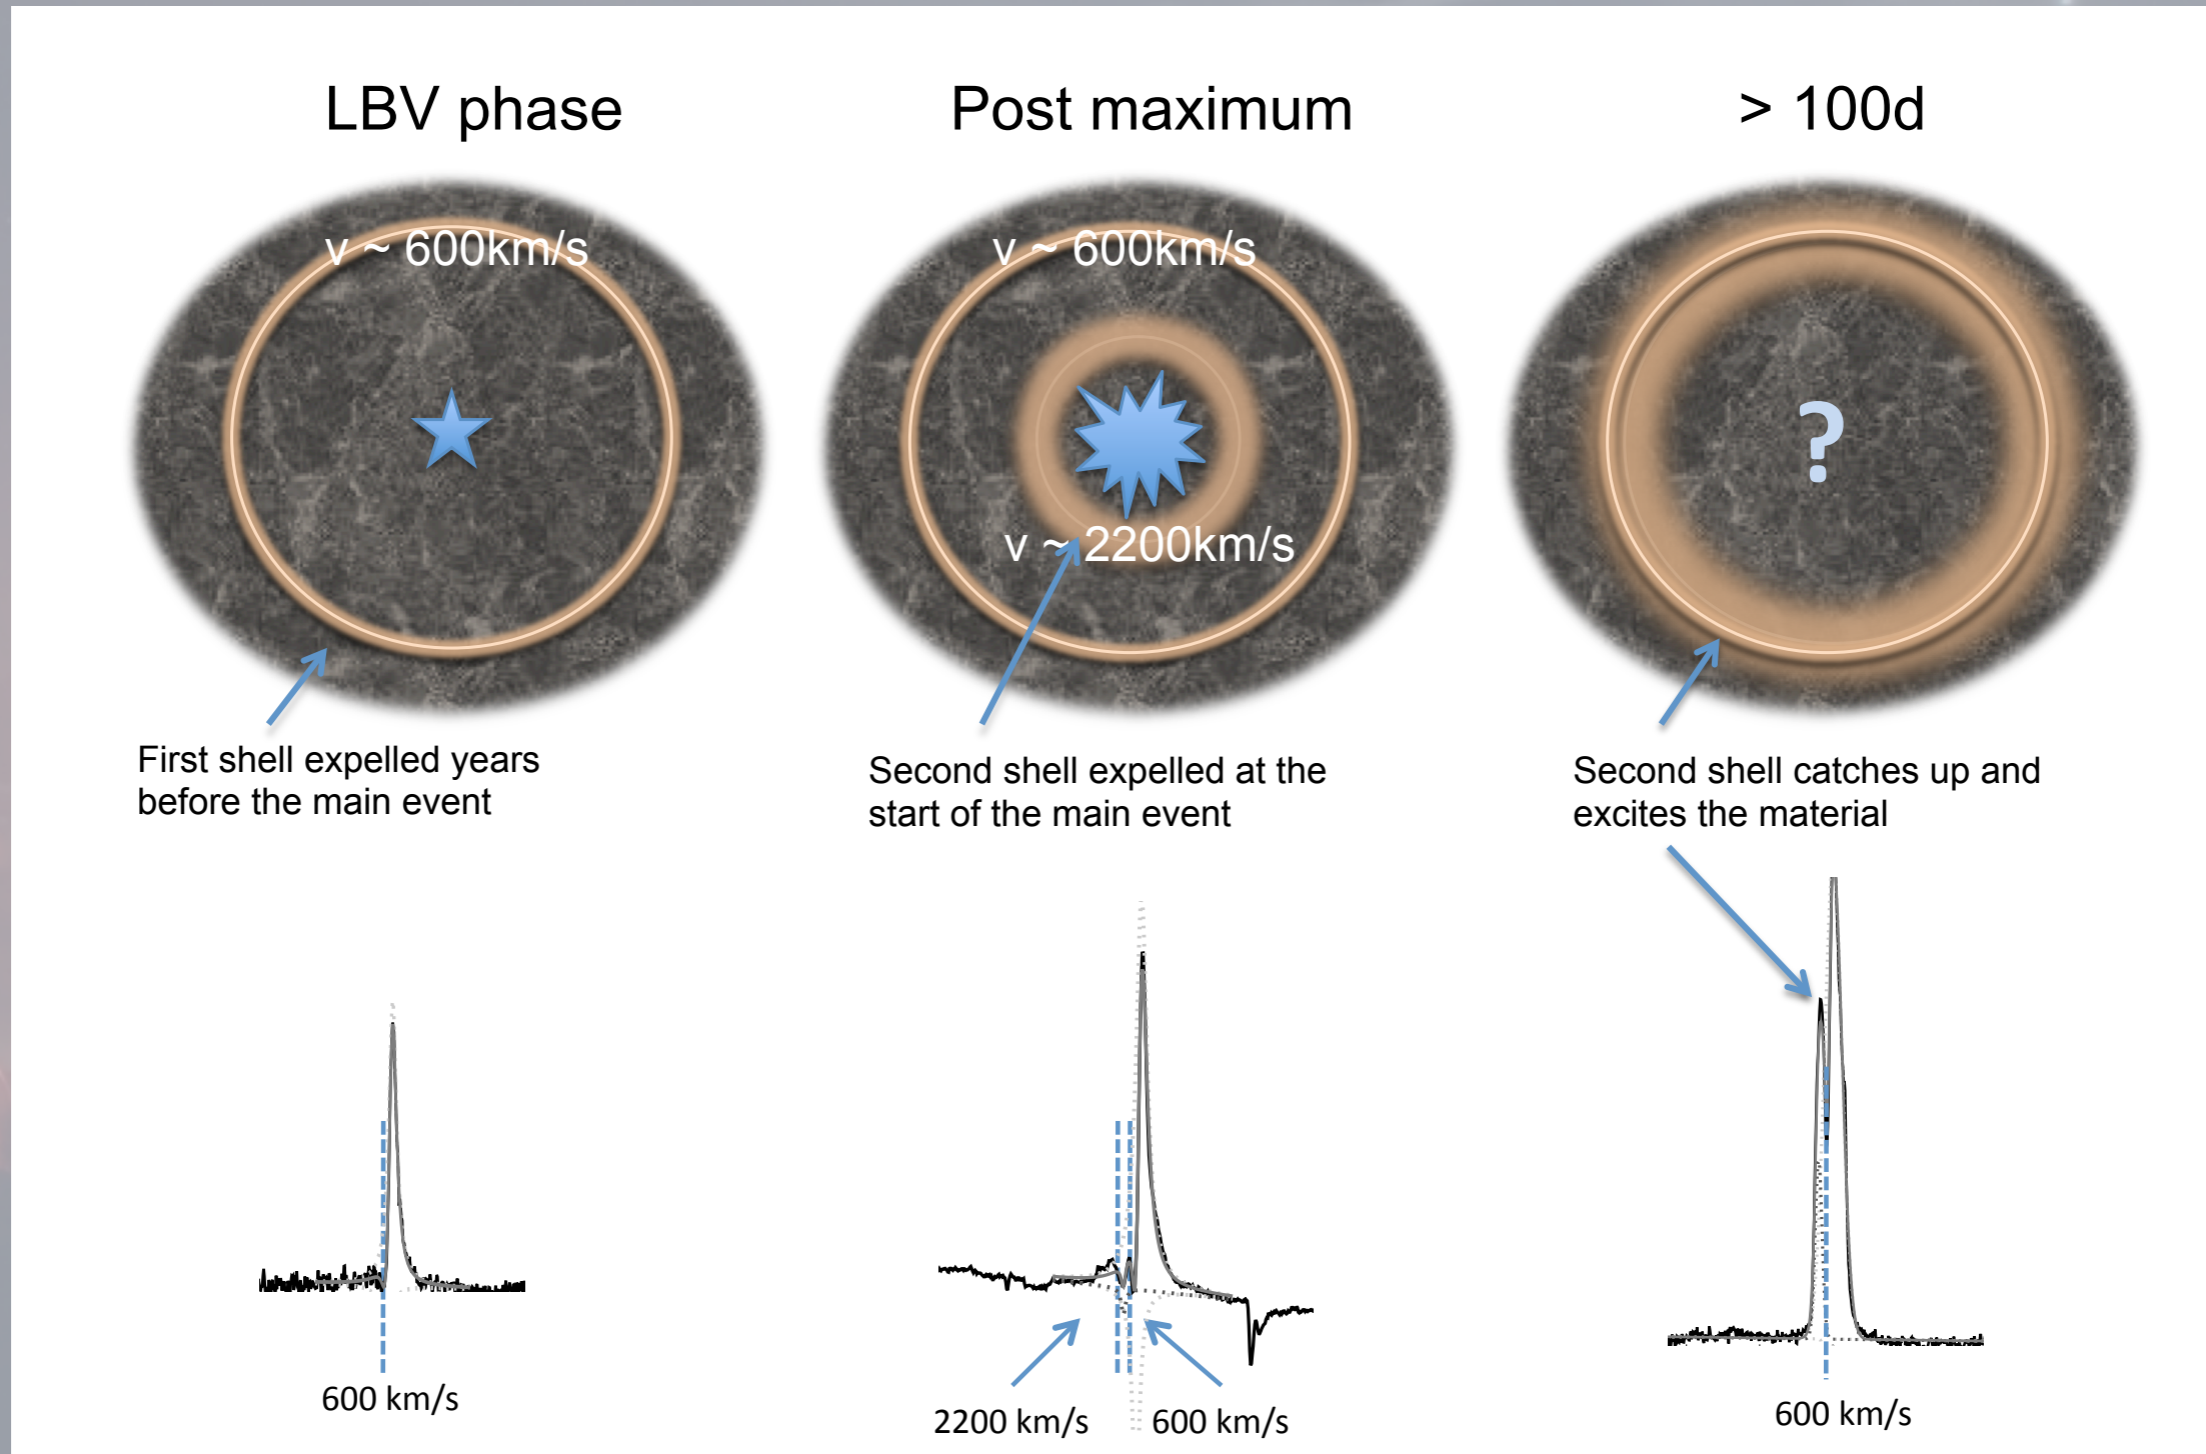 LBV phase
Post maximum
> 100d
v ~ 600km/s
v ~ 600km/s
?
v ~ 2200km/s
First shell expelled years
before the main event
Second shell expelled at the
start of the main event
Second shell catches up and
excites the material
600 km/s
2200 km/s
600 km/s
600 km/s